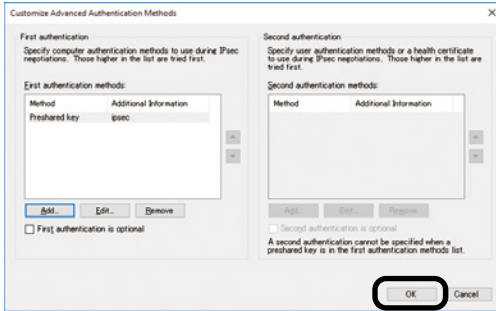 Customize Advanced Authentication Methods
First authentication
Specify computer authentication methods to use during IPsec
negotiations. Those higher in the list are tried first.
First authentication methods:
Method Additional Information
Preshared key ipsec
Add... Edit... Remove
First authentication is optional
Second authentication
Specify user authentication methods or a health certificate
to use during IPsec negotiations. Those higher in the list are
tried first.
Second authentication methods:
Method Additional Information
Add... Edit... Remove
Second authentication is optional
A second authentication cannot be specified when a
preshared key is in the first authentication methods list.
OK Cancel